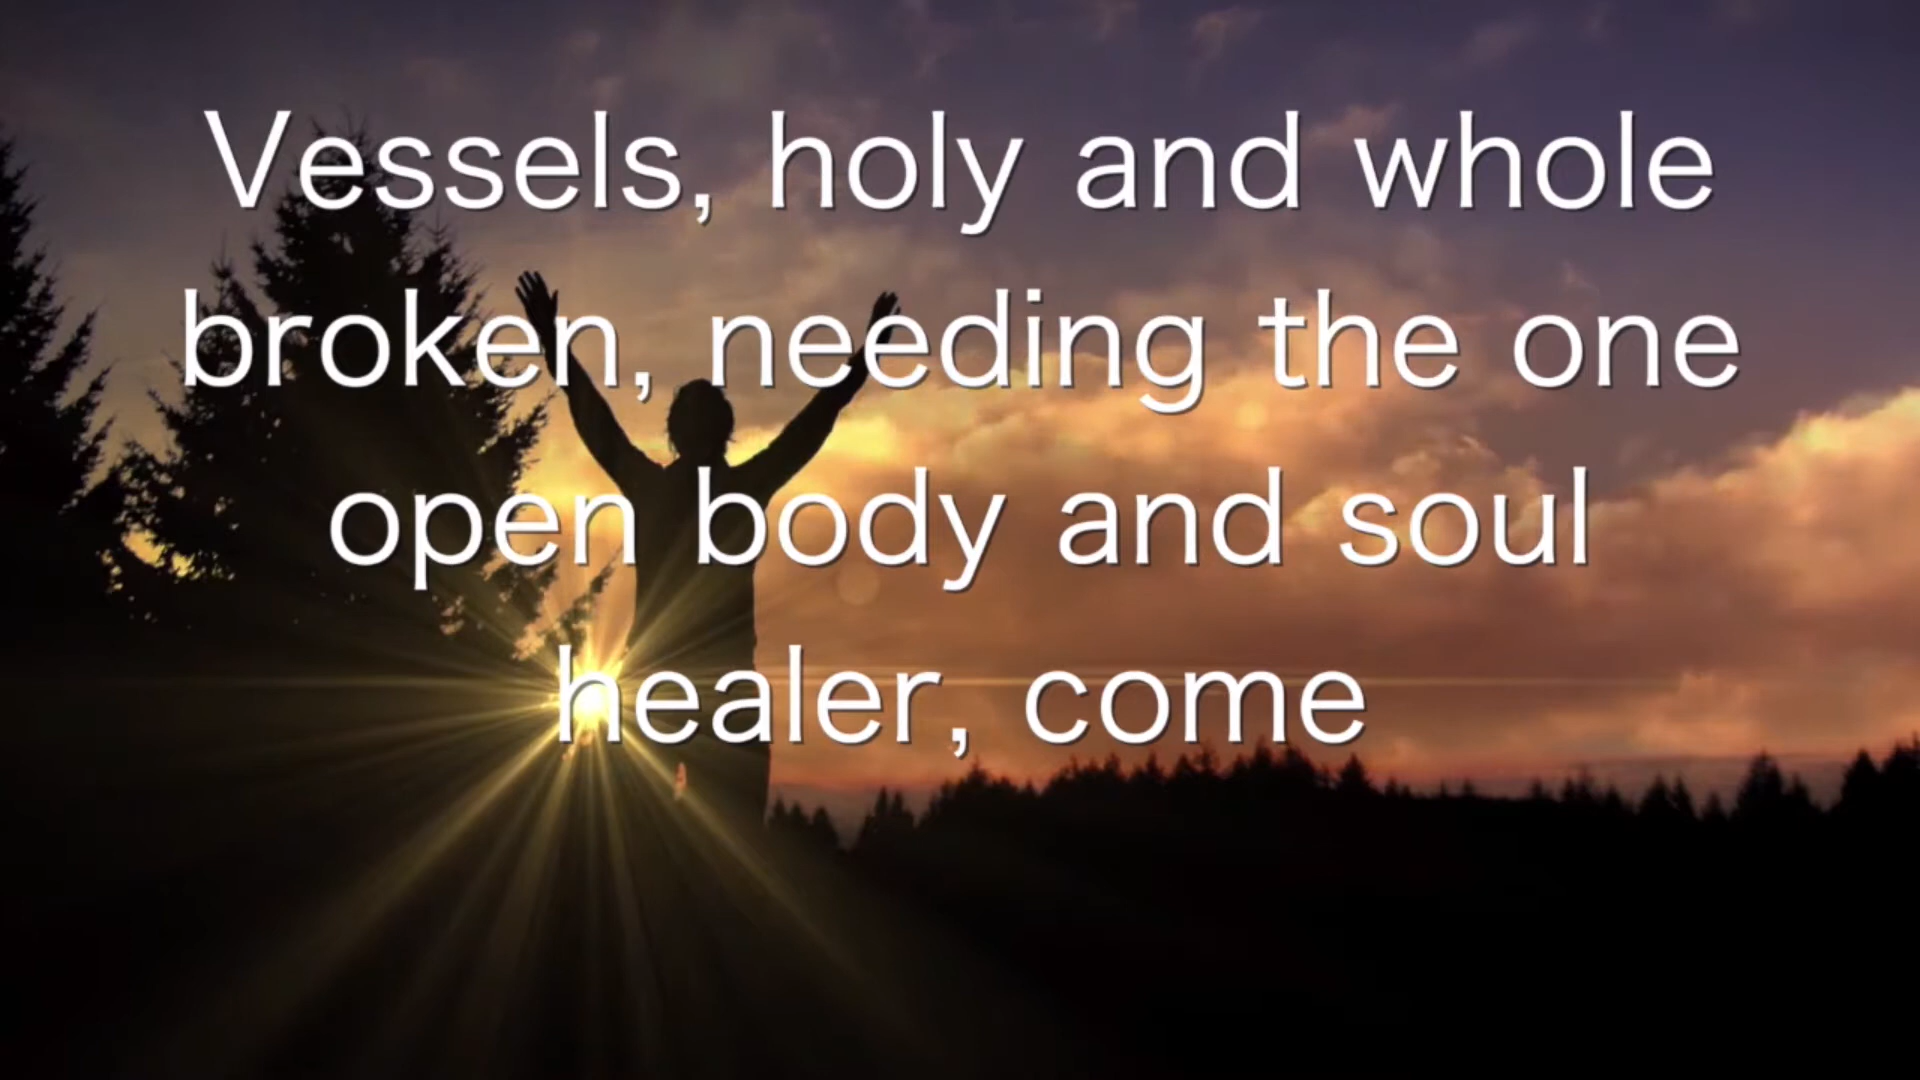 Vessels, holy and whole
broken, needing the one
open body and soul
healer, come